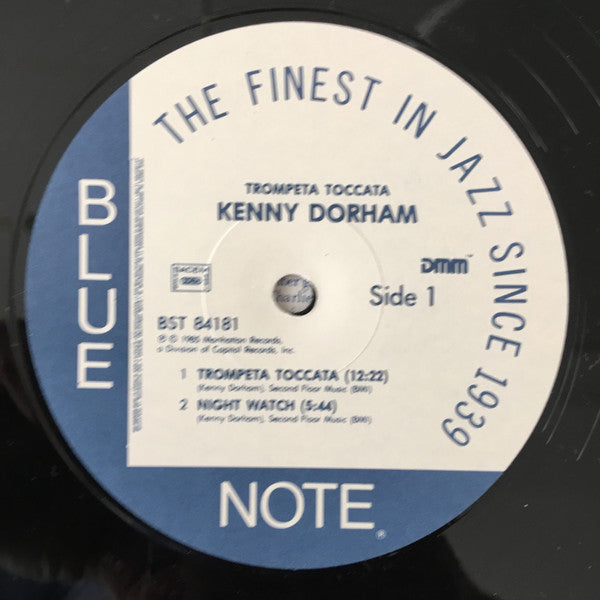 THE FINEST IN JAZZ SINCE 1939
TROMPETA TOCCATA
KENNY DORHAM
DMM
Side 1
BST 84181
℗ © 1985 Manhattan Records,
a Division of Capitol Records, Inc.
1 TROMPETA TOCCATA (12:22)
(Kenny Dorham), Second Floor Music (BMI)
2 NIGHT WATCH (5:44)
(Kenny Dorham), Second Floor Music (BMI)
BLUE
NOTE®